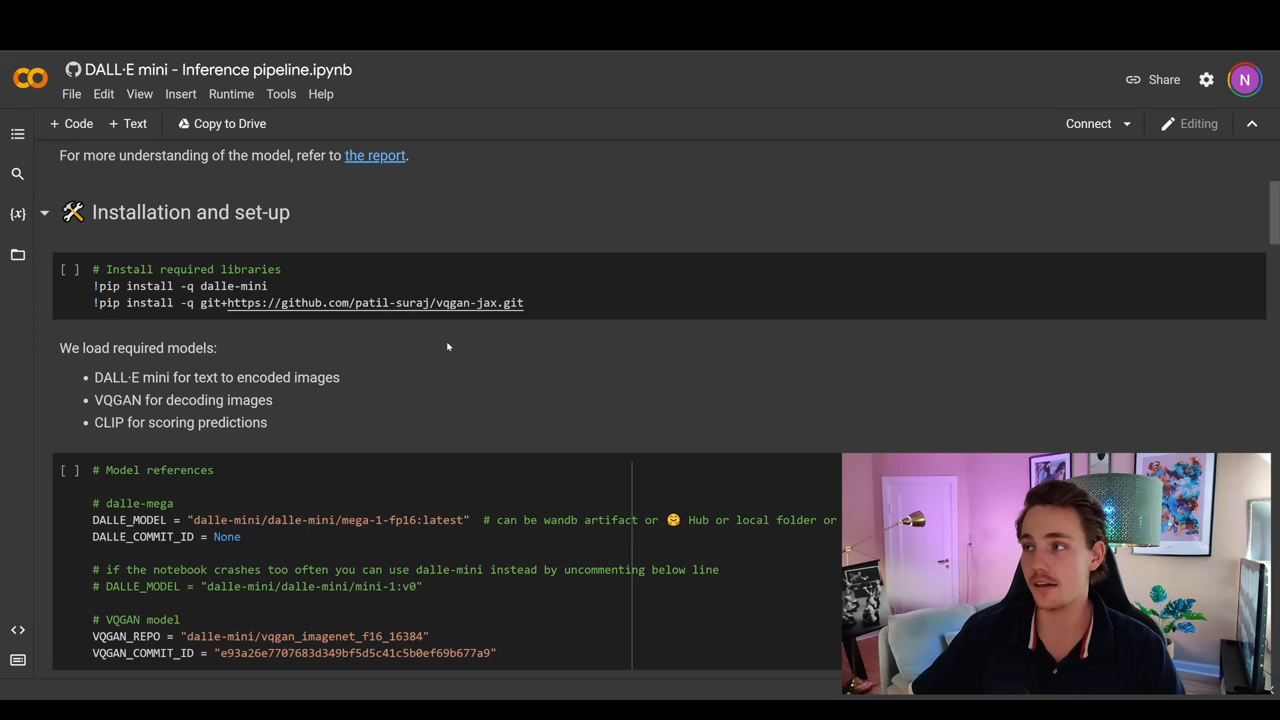 DALL·E mini - Inference pipeline.ipynb
File Edit View Insert Runtime Tools Help
Share
N
+ Code + Text Copy to Drive
Connect
Editing
For more understanding of the model, refer to the report.
🛠 Installation and set-up
[ ] # Install required libraries
!pip install -q dalle-mini
!pip install -q git+https://github.com/patil-suraj/vqgan-jax.git
We load required models:
• DALL·E mini for text to encoded images
• VQGAN for decoding images
• CLIP for scoring predictions
[ ] # Model references
# dalle-mega
DALLE_MODEL = "dalle-mini/dalle-mini/mega-1-fp16:latest" # can be wandb artifact or 🤗 Hub or local folder or
DALLE_COMMIT_ID = None
# if the notebook crashes too often you can use dalle-mini instead by uncommenting below line
# DALLE_MODEL = "dalle-mini/dalle-mini/mini-1:v0"
# VQGAN model
VQGAN_REPO = "dalle-mini/vqgan_imagenet_f16_16384"
VQGAN_COMMIT_ID = "e93a26e7707683d349bf5d5c41c5b0ef69b677a9"